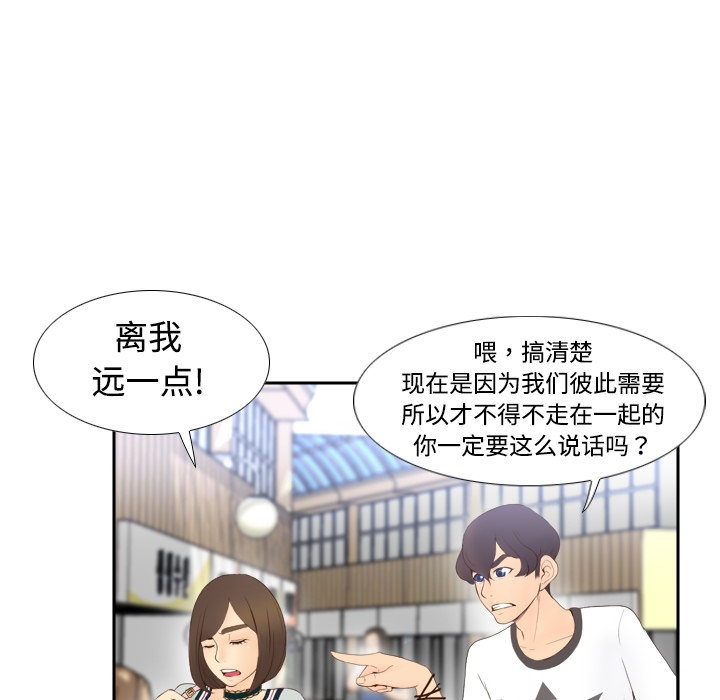 离我
远一点!
喂，搞清楚
现在是因为我们彼此需要
所以才不得不走在一起的
你一定要这么说话吗？